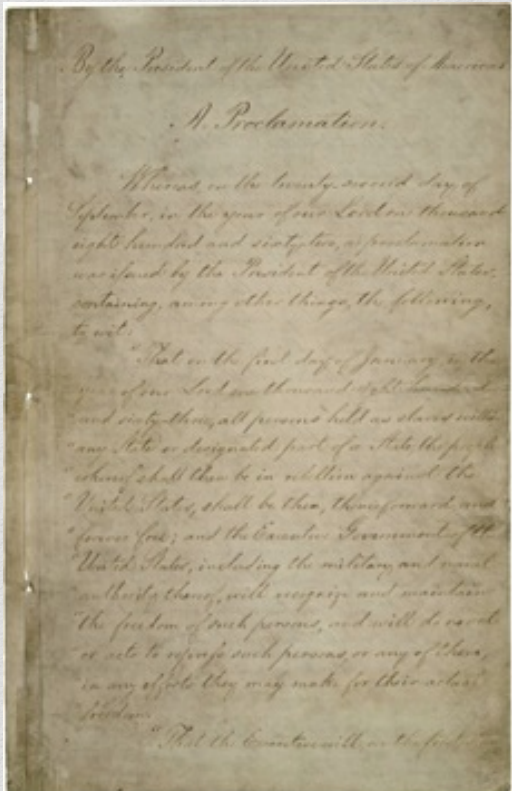 By the President of the United States of America:
A Proclamation.
Whereas, on the twenty-second day of
September, in the year of our Lord one thousand
eight hundred and sixty-two, a proclamation
was issued by the President of the United States,
containing, among other things, the following,
to wit:
"That on the first day of January, in the
"year of our Lord one thousand eight hundred
"and sixty-three, all persons held as slaves within
"any State or designated part of a State, the people
"whereof shall then be in rebellion against the
"United States, shall be then, thenceforward, and
"forever free; and the Executive Government of the
"United States, including the military and naval
"authority thereof, will recognize and maintain
"the freedom of such persons, and will do no act
"or acts to repress such persons, or any of them,
"in any efforts they may make for their actual
"freedom.
"That the Executive will, on the first